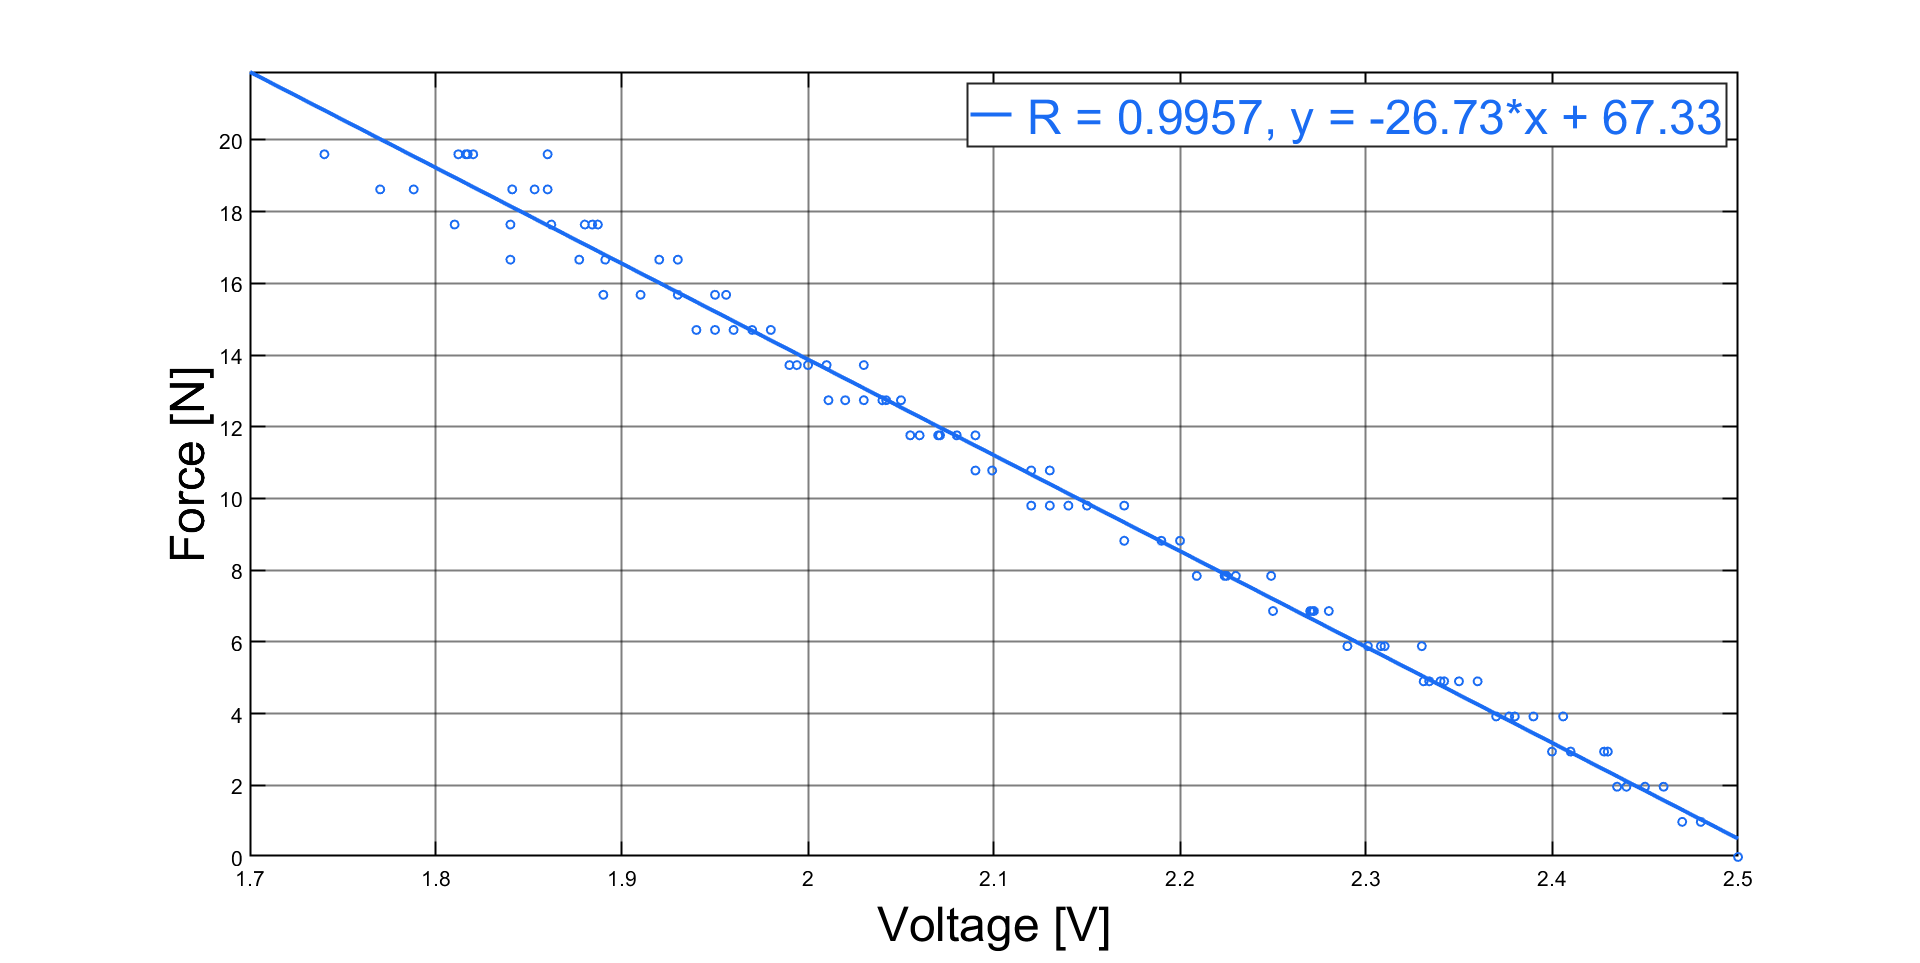 R = 0.9957, y = -26.73*x + 67.33
20
18
16
14
12
10
8
6
4
2
0
Force [N]
1.7 1.8 1.9 2 2.1 2.2 2.3 2.4 2.5
Voltage [V]